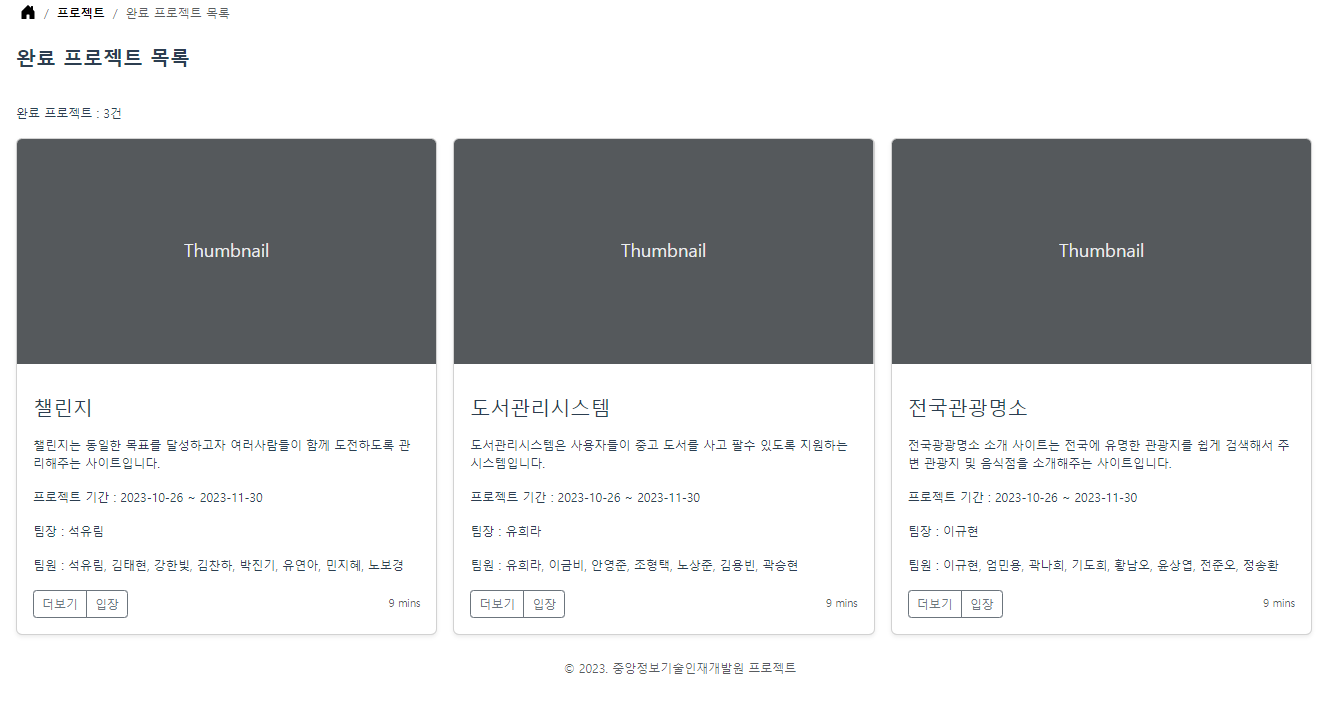 / 프로젝트 / 완료 프로젝트 목록
완료 프로젝트 목록
완료 프로젝트 : 3건
Thumbnail
챌린지
챌린지는 동일한 목표를 달성하고자 여러사람들이 함께 도전하도록 관
리해주는 사이트입니다.
프로젝트 기간 : 2023-10-26 ~ 2023-11-30
팀장 : 석유림
팀원 : 석유림, 김태현, 강한빛, 김찬하, 박진기, 유연아, 민지혜, 노보경
더보기 입장
9 mins
Thumbnail
도서관리시스템
도서관리시스템은 사용자들이 중고 도서를 사고 팔수 있도록 지원하는
시스템입니다.
프로젝트 기간 : 2023-10-26 ~ 2023-11-30
팀장 : 유희라
팀원 : 유희라, 이금비, 안영준, 조형택, 노상준, 김용빈, 곽승현
더보기 입장
9 mins
Thumbnail
전국관광명소
전국광광명소 소개 사이트는 전국에 유명한 관광지를 쉽게 검색해서 주
변 관광지 및 음식점을 소개해주는 사이트입니다.
프로젝트 기간 : 2023-10-26 ~ 2023-11-30
팀장 : 이규현
팀원 : 이규현, 엄민용, 곽나희, 기도희, 황남오, 윤상엽, 전준오, 정송환
더보기 입장
9 mins
© 2023. 중앙정보기술인재개발원 프로젝트